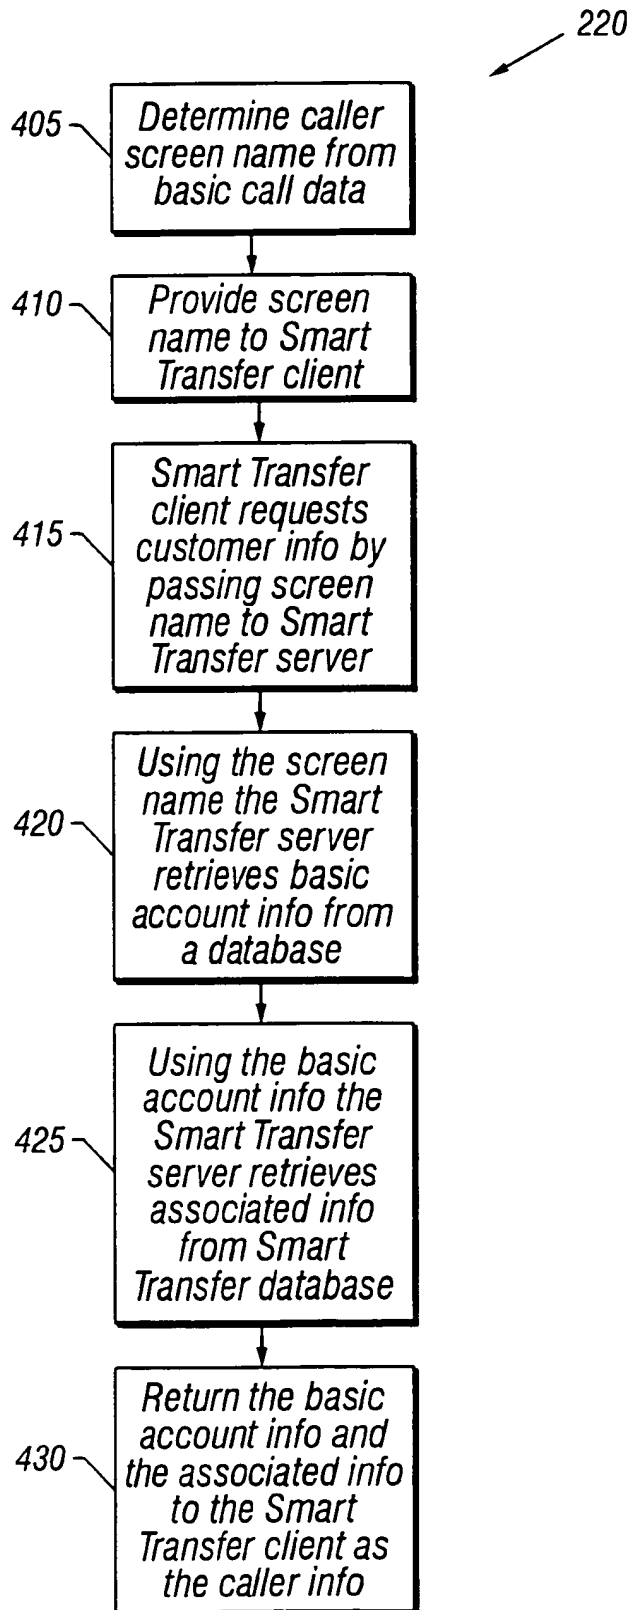 220
405
Determine caller
screen name from
basic call data
410
Provide screen
name to Smart
Transfer client
415
Smart Transfer
client requests
customer info by
passing screen
name to Smart
Transfer server
420
Using the screen
name the Smart
Transfer server
retrieves basic
account info from
a database
425
Using the basic
account info the
Smart Transfer
server retrieves
associated info
from Smart
Transfer database
430
Return the basic
account info and
the associated info
to the Smart
Transfer client as
the caller info